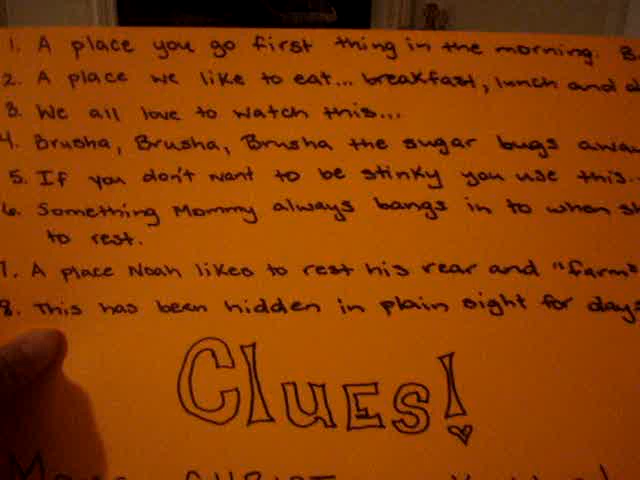 1. A place you go first thing in the morning. B
2. A place we like to eat... breakfast, lunch and d
3. We all love to watch this...
4. Brusha, Brusha, Brusha the sugar bugs away
5. If you don't want to be stinky you use this...
6. Something Mommy always bangs in to when sh
to rest.
7. A place Noah likes to rest his rear and "farm"
8. This has been hidden in plain sight for days
Clues!